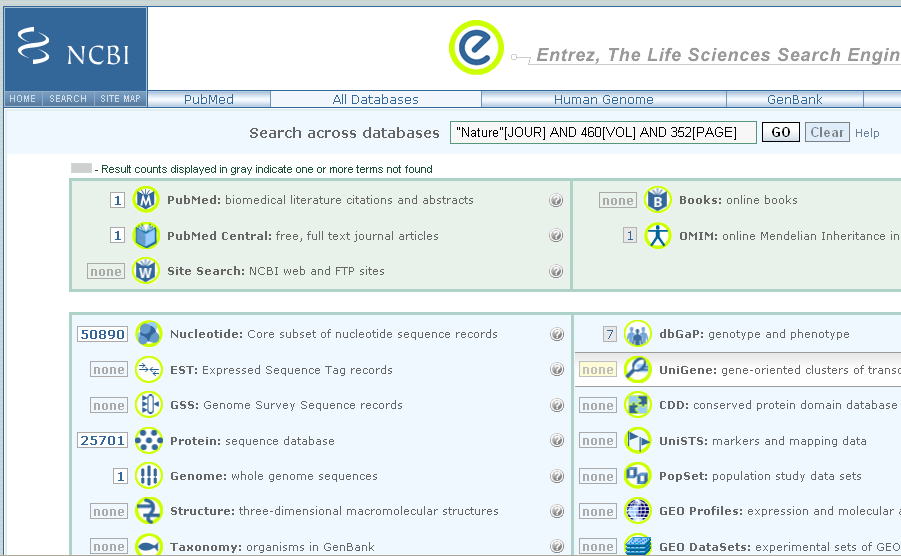 NCBI
Entrez, The Life Sciences Search Engin
HOME SEARCH SITE MAP PubMed All Databases Human Genome GenBank
Search across databases "Nature"[JOUR] AND 460[VOL] AND 352[PAGE] GO Clear Help
- Result counts displayed in gray indicate one or more terms not found
1 PubMed: biomedical literature citations and abstracts ?
none Books: online books
1 PubMed Central: free, full text journal articles ?
1 OMIM: online Mendelian Inheritance in
none Site Search: NCBI web and FTP sites ?
50890 Nucleotide: Core subset of nucleotide sequence records ?
7 dbGaP: genotype and phenotype
none EST: Expressed Sequence Tag records ?
none UniGene: gene-oriented clusters of transc
none GSS: Genome Survey Sequence records ?
none CDD: conserved protein domain database
25701 Protein: sequence database ?
none UniSTS: markers and mapping data
1 Genome: whole genome sequences ?
none PopSet: population study data sets
none Structure: three-dimensional macromolecular structures ?
none GEO Profiles: expression and molecular a
none Taxonomy: organisms in GenBank ?
none GEO DataSets: experimental sets of GEO